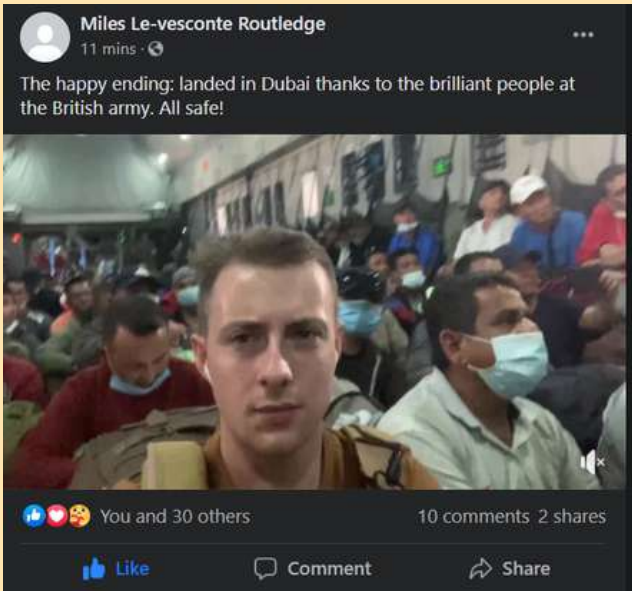 Miles Le-vesconte Routledge
11 mins ·
The happy ending: landed in Dubai thanks to the brilliant people at
the British army. All safe!
You and 30 others 10 comments 2 shares
Like Comment Share